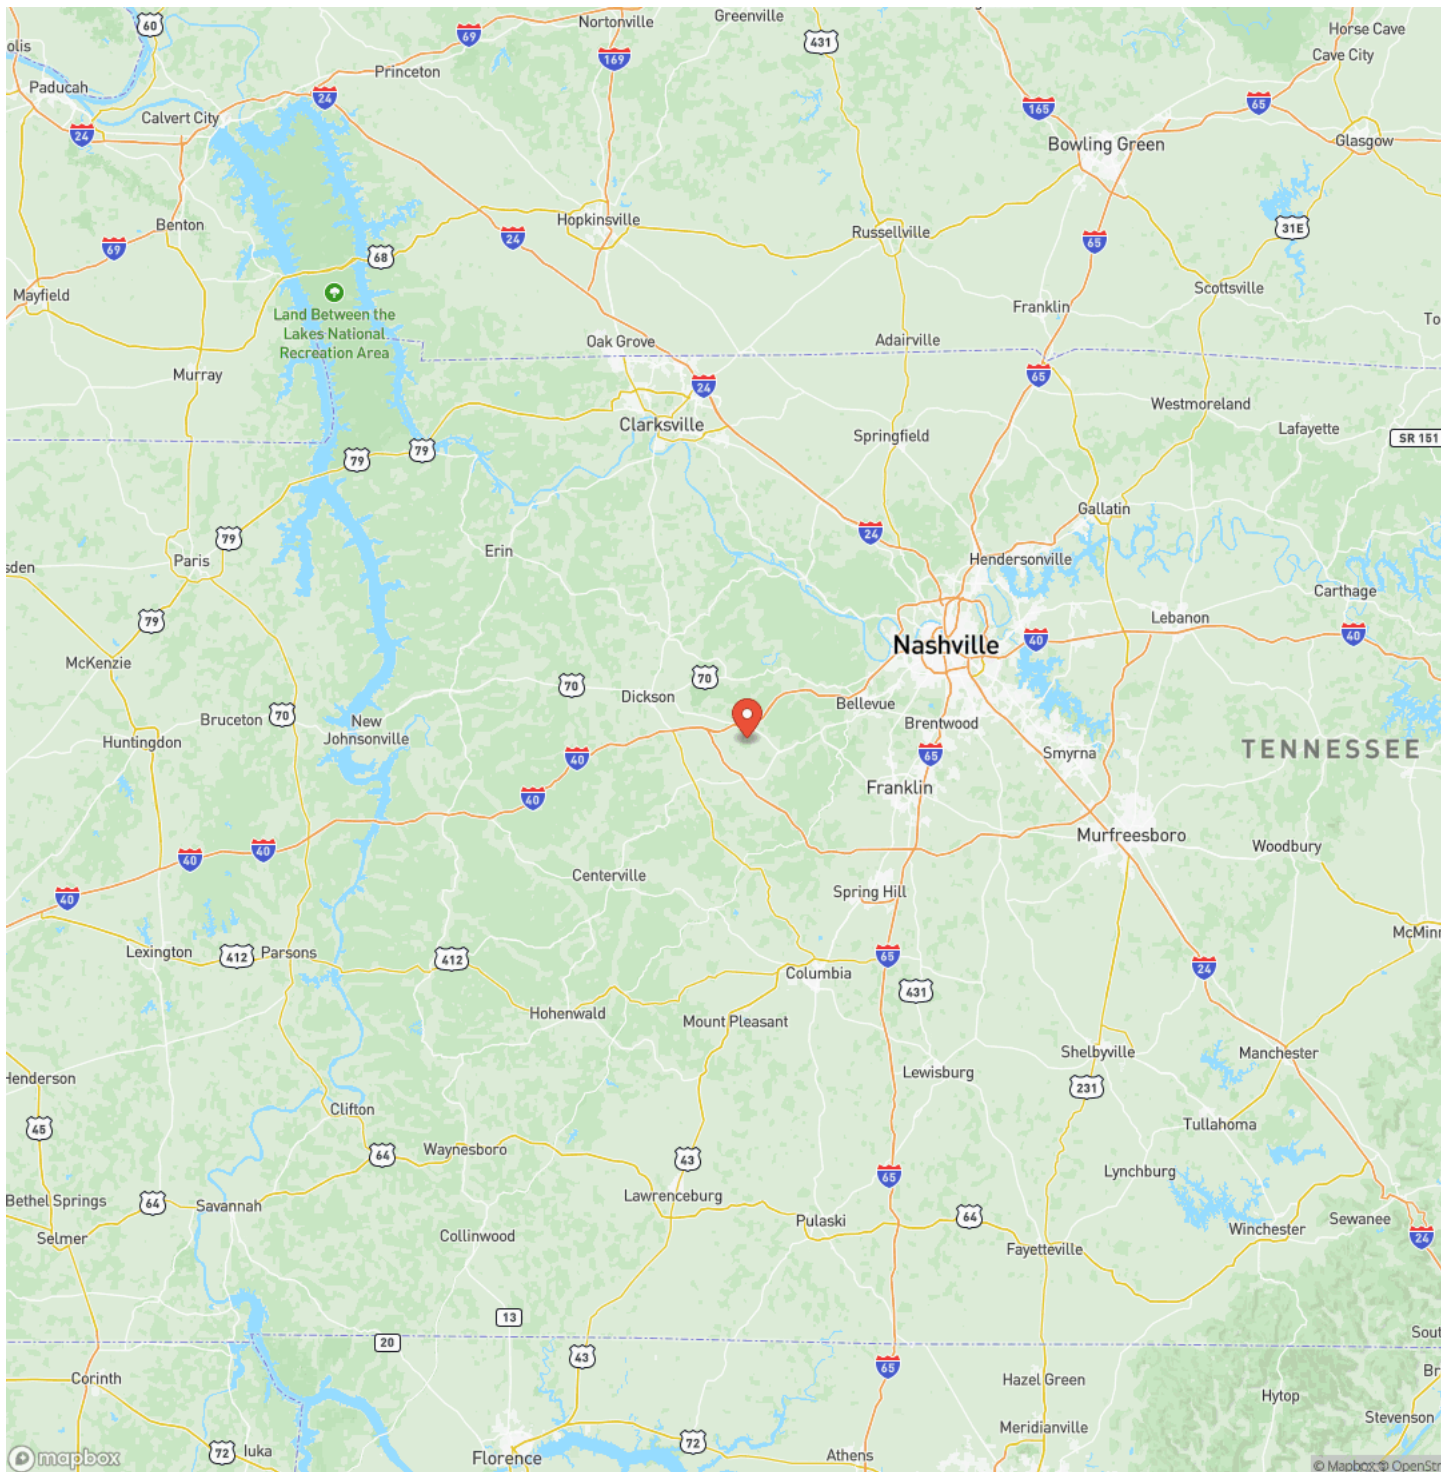 60
Nortonville
Greenville
69
431
Horse Cave
olis
169
Cave City
Princeton
Paducah
24
165
65
Calvert City
24
Bowling Green
Glasgow
Benton
Hopkinsville
31E
69
24
Russellville
65
68
Mayfield
Scottsville
Franklin
Land Between the
Lakes National
Recreation Area
To
Oak Grove
Adairville
Murray
24
65
Westmoreland
Clarksville
Springfield
Lafayette
SR 151
79
79
Gallatin
24
79
Erin
Hendersonville
Paris
sden
Carthage
79
Lebanon
40
40
Nashville
McKenzie
70
70
Dickson
Bellevue
Bruceton
70
New
Johnsonville
Brentwood
Huntingdon
40
65
Smyrna
TENNESSEE
40
Franklin
Murfreesboro
40
40
Woodbury
Centerville
Spring Hill
40
McMinn
Lexington
412
Parsons
412
65
24
Columbia
431
Hohenwald
Mount Pleasant
Shelbyville
Manchester
Henderson
Lewisburg
231
Clifton
45
Tullahoma
Waynesboro
64
43
65
Lynchburg
Bethel Springs
64
Savannah
Lawrenceburg
64
Pulaski
Sewanee
Selmer
Collinwood
Winchester
24
Fayetteville
13
20
Sout
43
65
Corinth
Hazel Green
Br
Hytop
Stevenson
Meridianville
72
Iuka
72
Florence
Athens
mapbox
© Mapbox © OpenStr